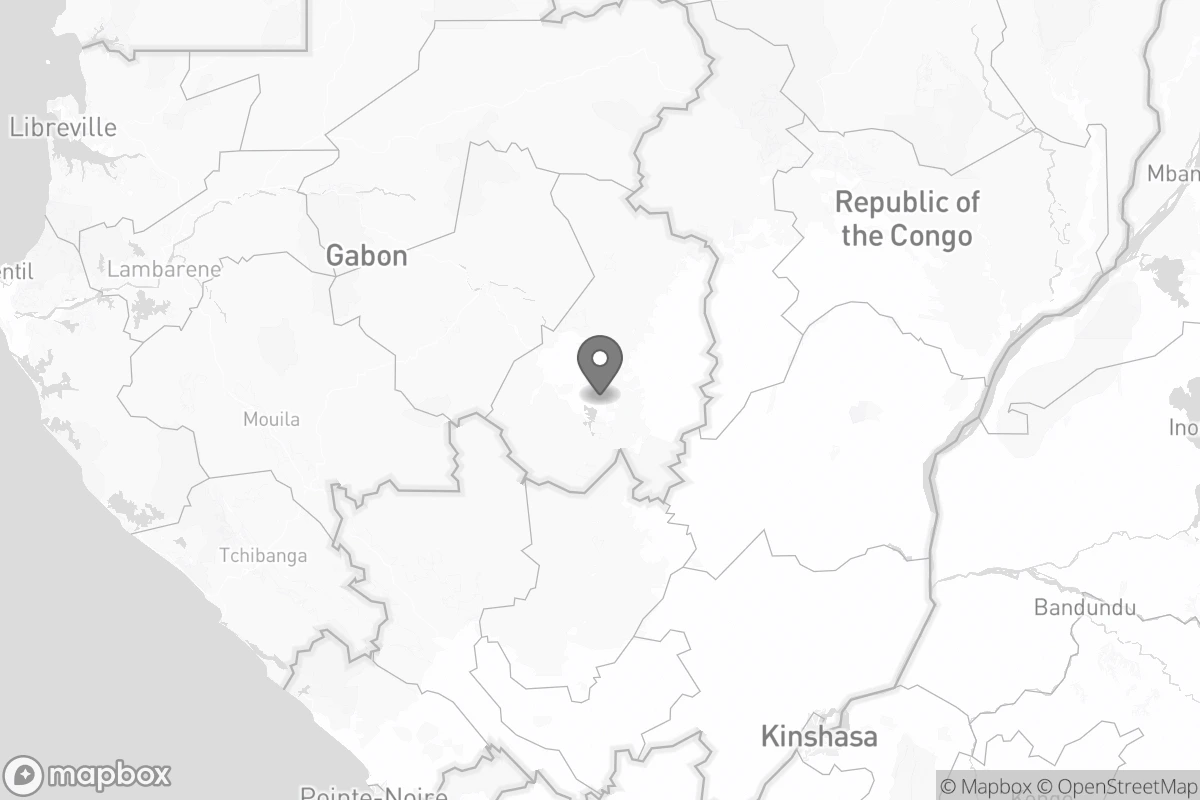 Libreville
Mban
Republic of
the Congo
Gabon
entil
Lambarene
Mouila
Ino
Tchibanga
Bandundu
Kinshasa
Pointe-Noire
mapbox
© Mapbox © OpenStreetMap